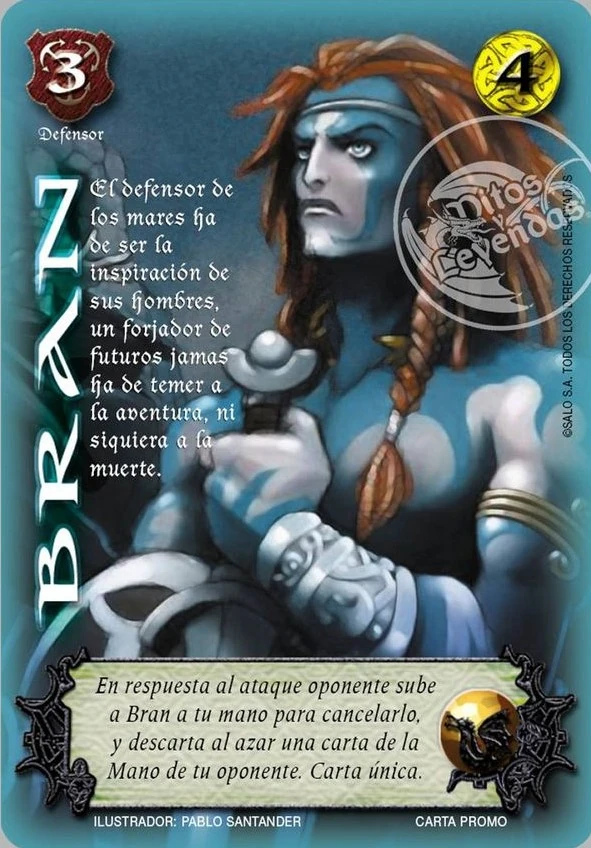 3
4
Defensor
BRAN
El defensor de
los mares ha
de ser la
inspiración de
sus hombres,
un forjador de
futuros jamas
ha de temer a
la aventura, ni
siquiera a la
muerte.
Mitos
y
Leyendas
©SALO S.A. TODOS LOS DERECHOS RESERVADOS
En respuesta al ataque oponente sube
a Bran a tu mano para cancelarlo,
y descarta al azar una carta de la
Mano de tu oponente. Carta única.
ILUSTRADOR: PABLO SANTANDER
CARTA PROMO